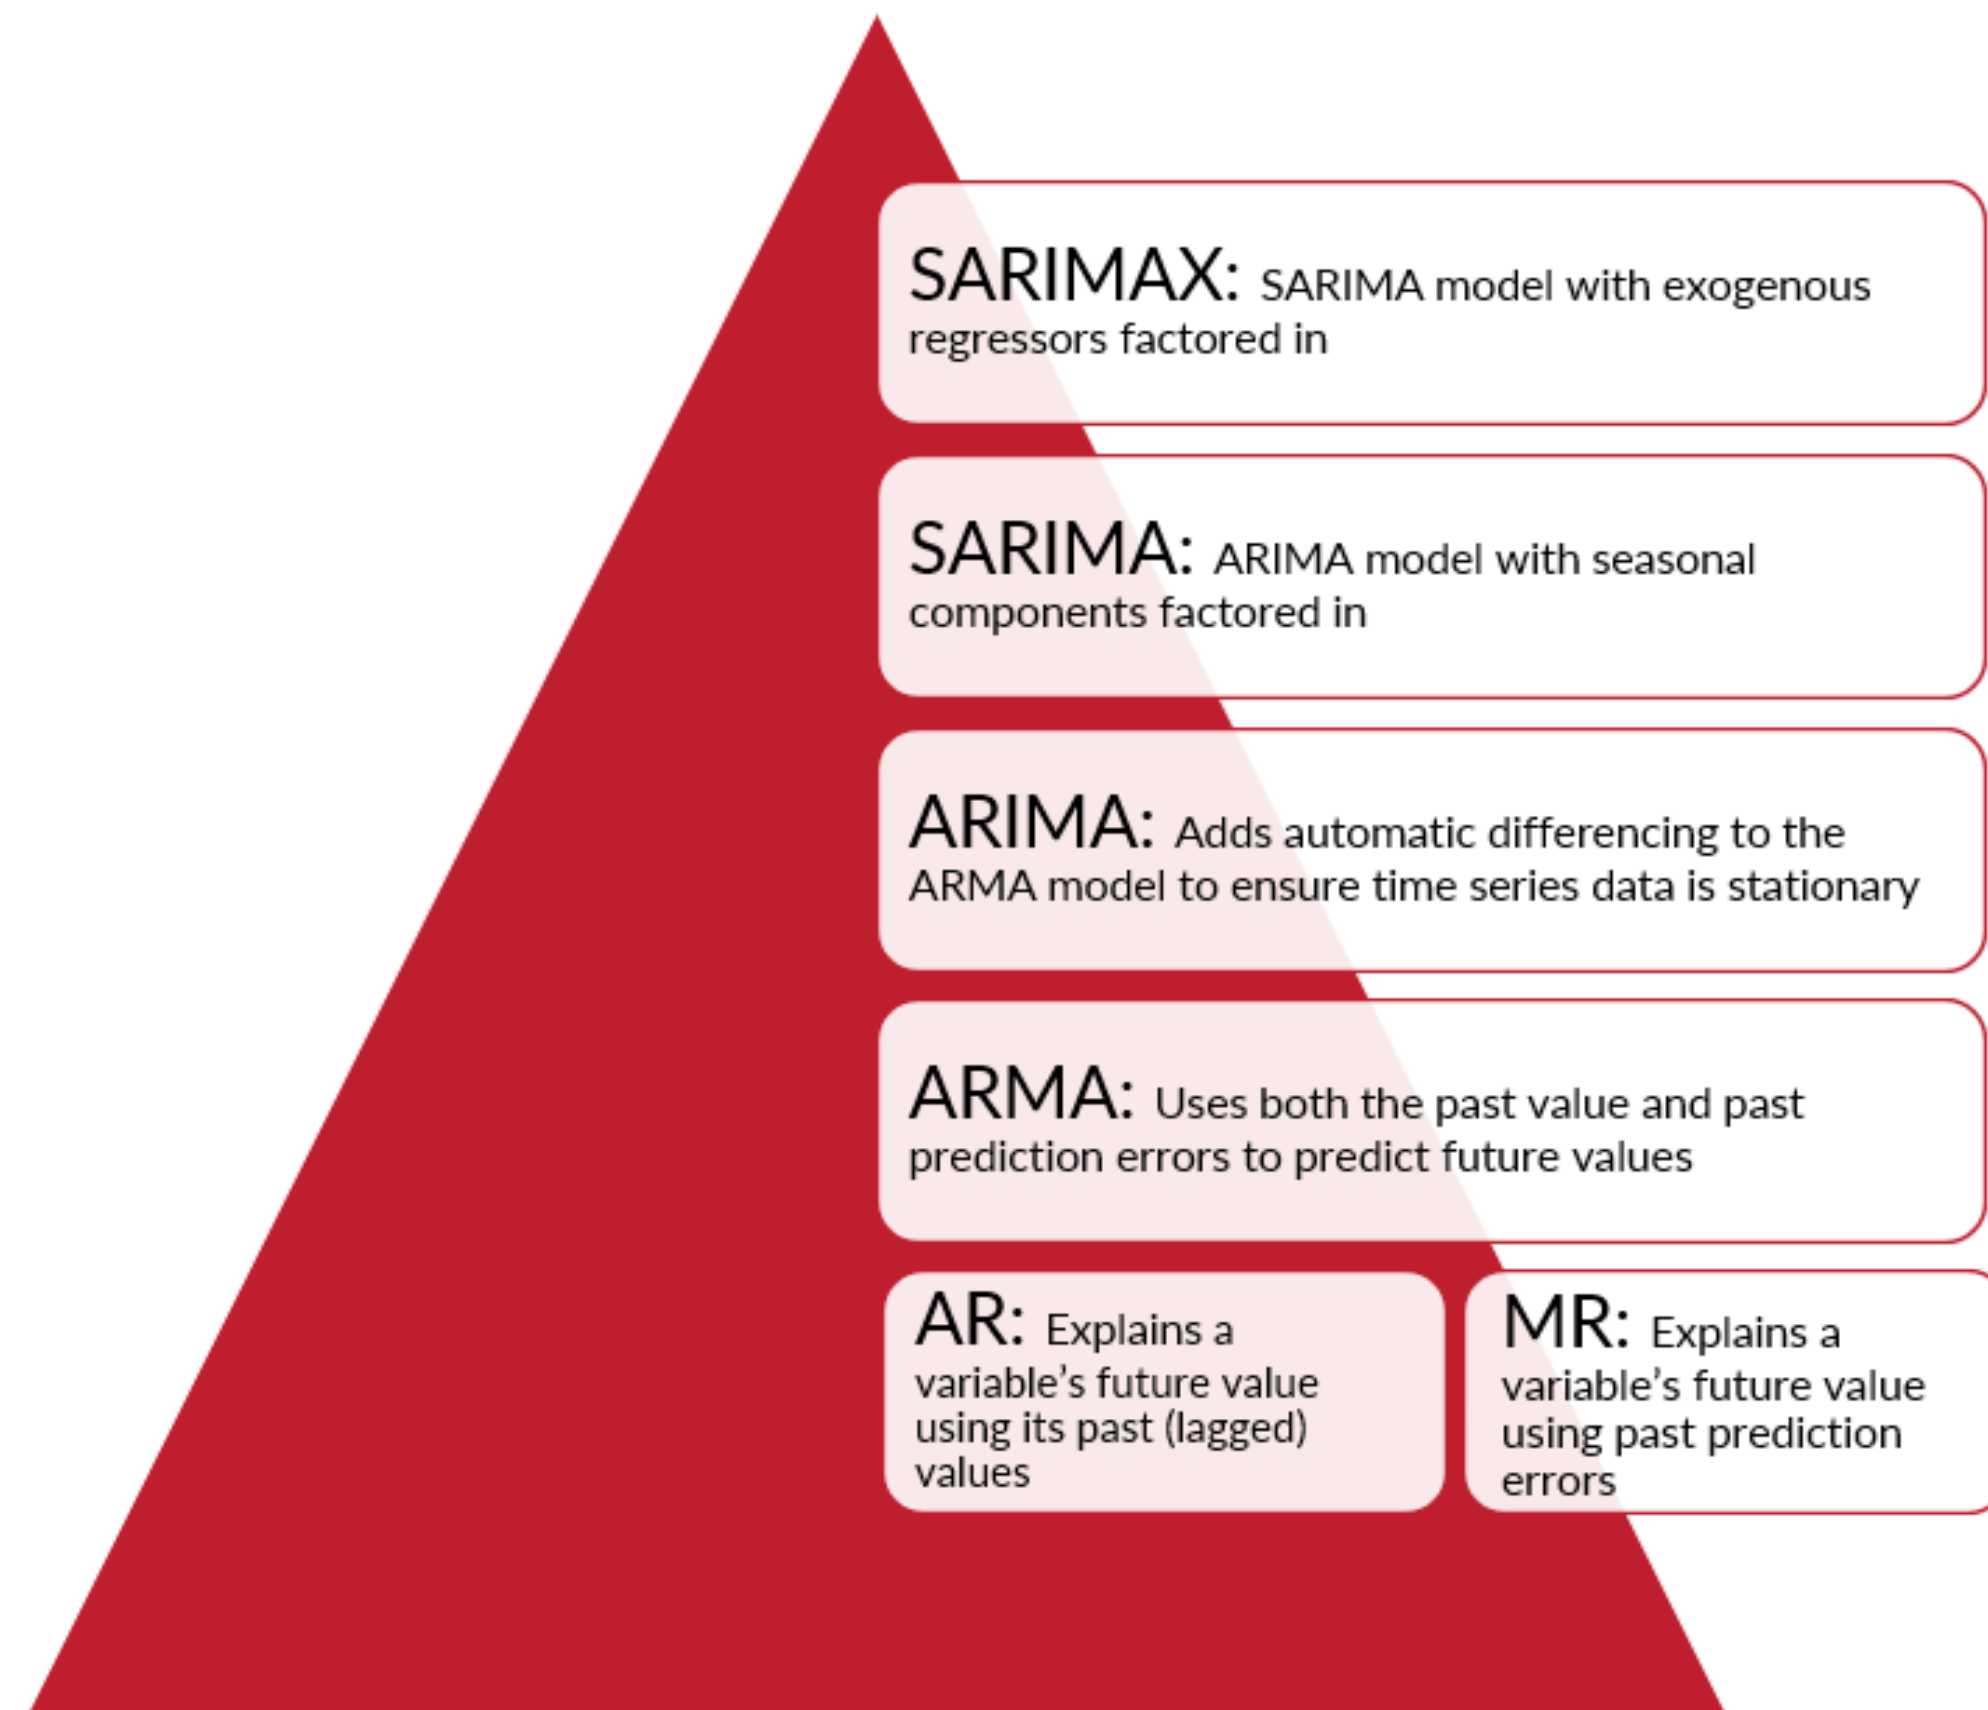 SARIMAX: SARIMA model with exogenous
regressors factored in
SARIMA: ARIMA model with seasonal
components factored in
ARIMA: Adds automatic differencing to the
ARMA model to ensure time series data is stationary
ARMA: Uses both the past value and past
prediction errors to predict future values
AR: Explains a
variable’s future value
using its past (lagged)
values
MR: Explains a
variable’s future value
using past prediction
errors